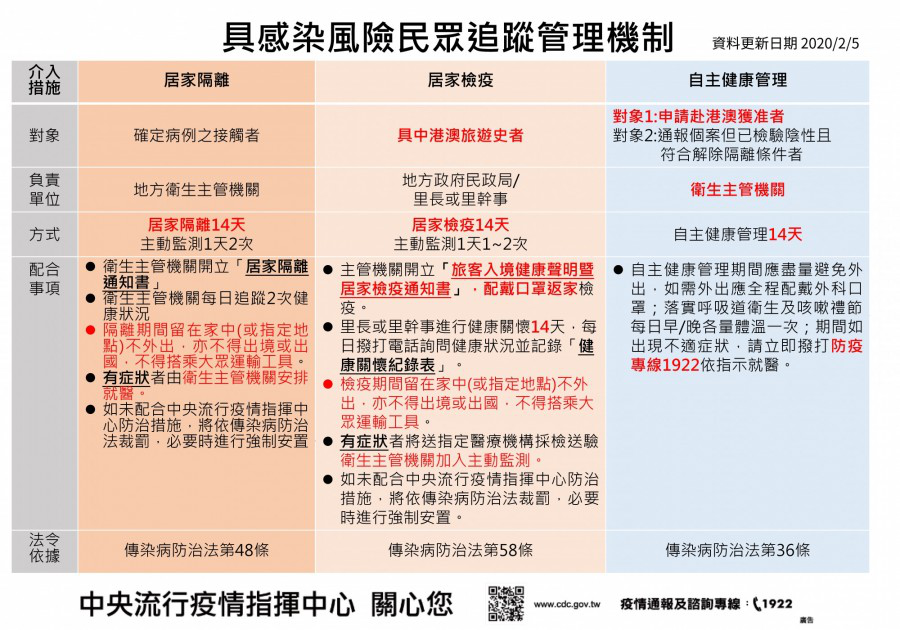 具感染風險民眾追蹤管理機制
資料更新日期 2020/2/5
介入
措施
居家隔離
居家檢疫
自主健康管理
對象
確定病例之接觸者
具中港澳旅遊史者
對象1:申請赴港澳獲准者
對象2:通報個案但已檢驗陰性且
符合解除隔離條件者
負責
單位
地方衛生主管機關
地方政府民政局/
里長或里幹事
衛生主管機關
方式
居家隔離14天
主動監測1天2次
居家檢疫14天
主動監測1天1~2次
自主健康管理14天
配合
事項
● 衛生主管機關開立「居家隔離
通知書」
● 衛生主管機關每日追蹤2次健
康狀況
● 隔離期間留在家中(或指定地
點)不外出，亦不得出境或出
國，不得搭乘大眾運輸工具。
● 有症狀者由衛生主管機關安排
就醫。
● 如未配合中央流行疫情指揮中
心防治措施，將依傳染病防治
法裁罰，必要時進行強制安置
● 主管機關開立「旅客入境健康聲明暨
居家檢疫通知書」，配戴口罩返家檢
疫。
● 里長或里幹事進行健康關懷14天，每
日撥打電話詢問健康狀況並記錄「健
康關懷紀錄表」。
● 檢疫期間留在家中(或指定地點)不外
出，亦不得出境或出國，不得搭乘大
眾運輸工具。
● 有症狀者將送指定醫療機構採檢送驗
衛生主管機關加入主動監測。
● 如未配合中央流行疫情指揮中心防治
措施，將依傳染病防治法裁罰，必要
時進行強制安置。
● 自主健康管理期間應盡量避免外
出，如需外出應全程配戴外科口
罩；落實呼吸道衛生及咳嗽禮節
每日早/晚各量體溫一次；期間如
出現不適症狀，請立即撥打防疫
專線1922依指示就醫。
法令
依據
傳染病防治法第48條
傳染病防治法第58條
傳染病防治法第36條
中央流行疫情指揮中心 關心您
www.cdc.gov.tw
疫情通報及諮詢專線：1922
廣告